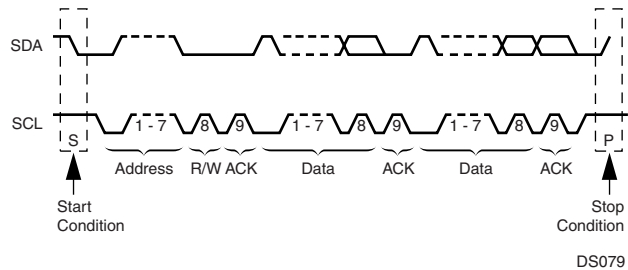 SDA
SCL
1 - 7 8 9 1 - 7 8 9 1 - 7 8 9
S P
Address R/W ACK Data ACK Data ACK
Start
Condition
Stop
Condition
DS079